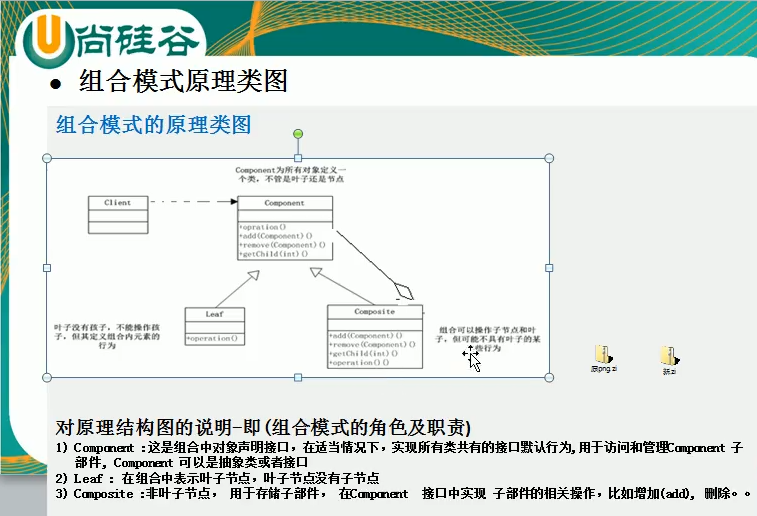 尚硅谷
组合模式原理类图
组合模式的原理类图
Component为所有对象定义一
个类，不管是叶子还是节点
Client
Component
+opration()
+add(Component)()
+remove(Component)()
+getChild(int)()
Leaf
+operation()
Composite
+add(Component)()
+remove(Component)()
+getChild(int)()
+operation()()
叶子没有孩子，不能操作孩
子，但其定义组合内元素的
行为
组合可以操作子节点和叶
子，但可能不具有叶子的某
些行为
原png.zi
新.zi
对原理结构图的说明-即(组合模式的角色及职责)
1) Component :这是组合中对象声明接口，在适当情况下，实现所有类共有的接口默认行为,用于访问和管理Component 子
部件, Component 可以是抽象类或者接口
2) Leaf : 在组合中表示叶子节点，叶子节点没有子节点
3) Composite :非叶子节点， 用于存储子部件， 在Component 接口中实现 子部件的相关操作，比如增加(add), 删除。。